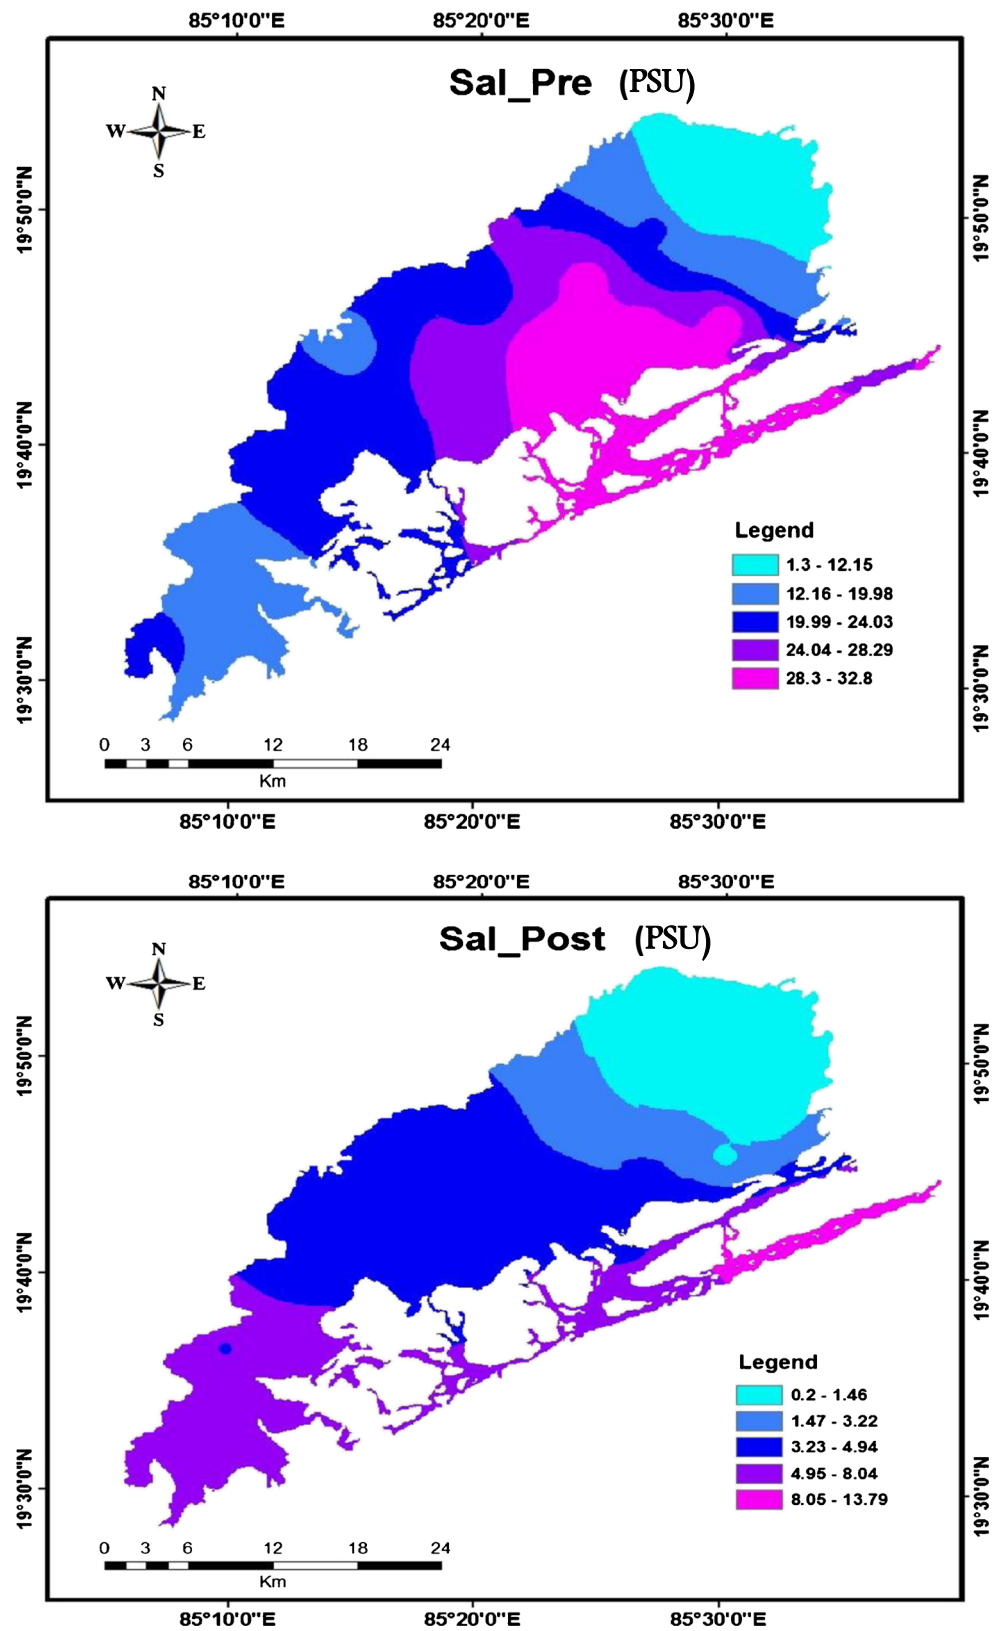 85°10'0"E 85°20'0"E 85°30'0"E
Sal_Pre (PSU)
N
W E
S
19°50'0"N
19°50'0"N
19°40'0"N
19°40'0"N
19°30'0"N
19°30'0"N
Legend
1.3 - 12.15
12.16 - 19.98
19.99 - 24.03
24.04 - 28.29
28.3 - 32.8
0 3 6 12 18 24
Km
85°10'0"E 85°20'0"E 85°30'0"E
85°10'0"E 85°20'0"E 85°30'0"E
Sal_Post (PSU)
N
W E
S
19°50'0"N
19°50'0"N
19°40'0"N
19°40'0"N
19°30'0"N
19°30'0"N
Legend
0.2 - 1.46
1.47 - 3.22
3.23 - 4.94
4.95 - 8.04
8.05 - 13.79
0 3 6 12 18 24
Km
85°10'0"E 85°20'0"E 85°30'0"E